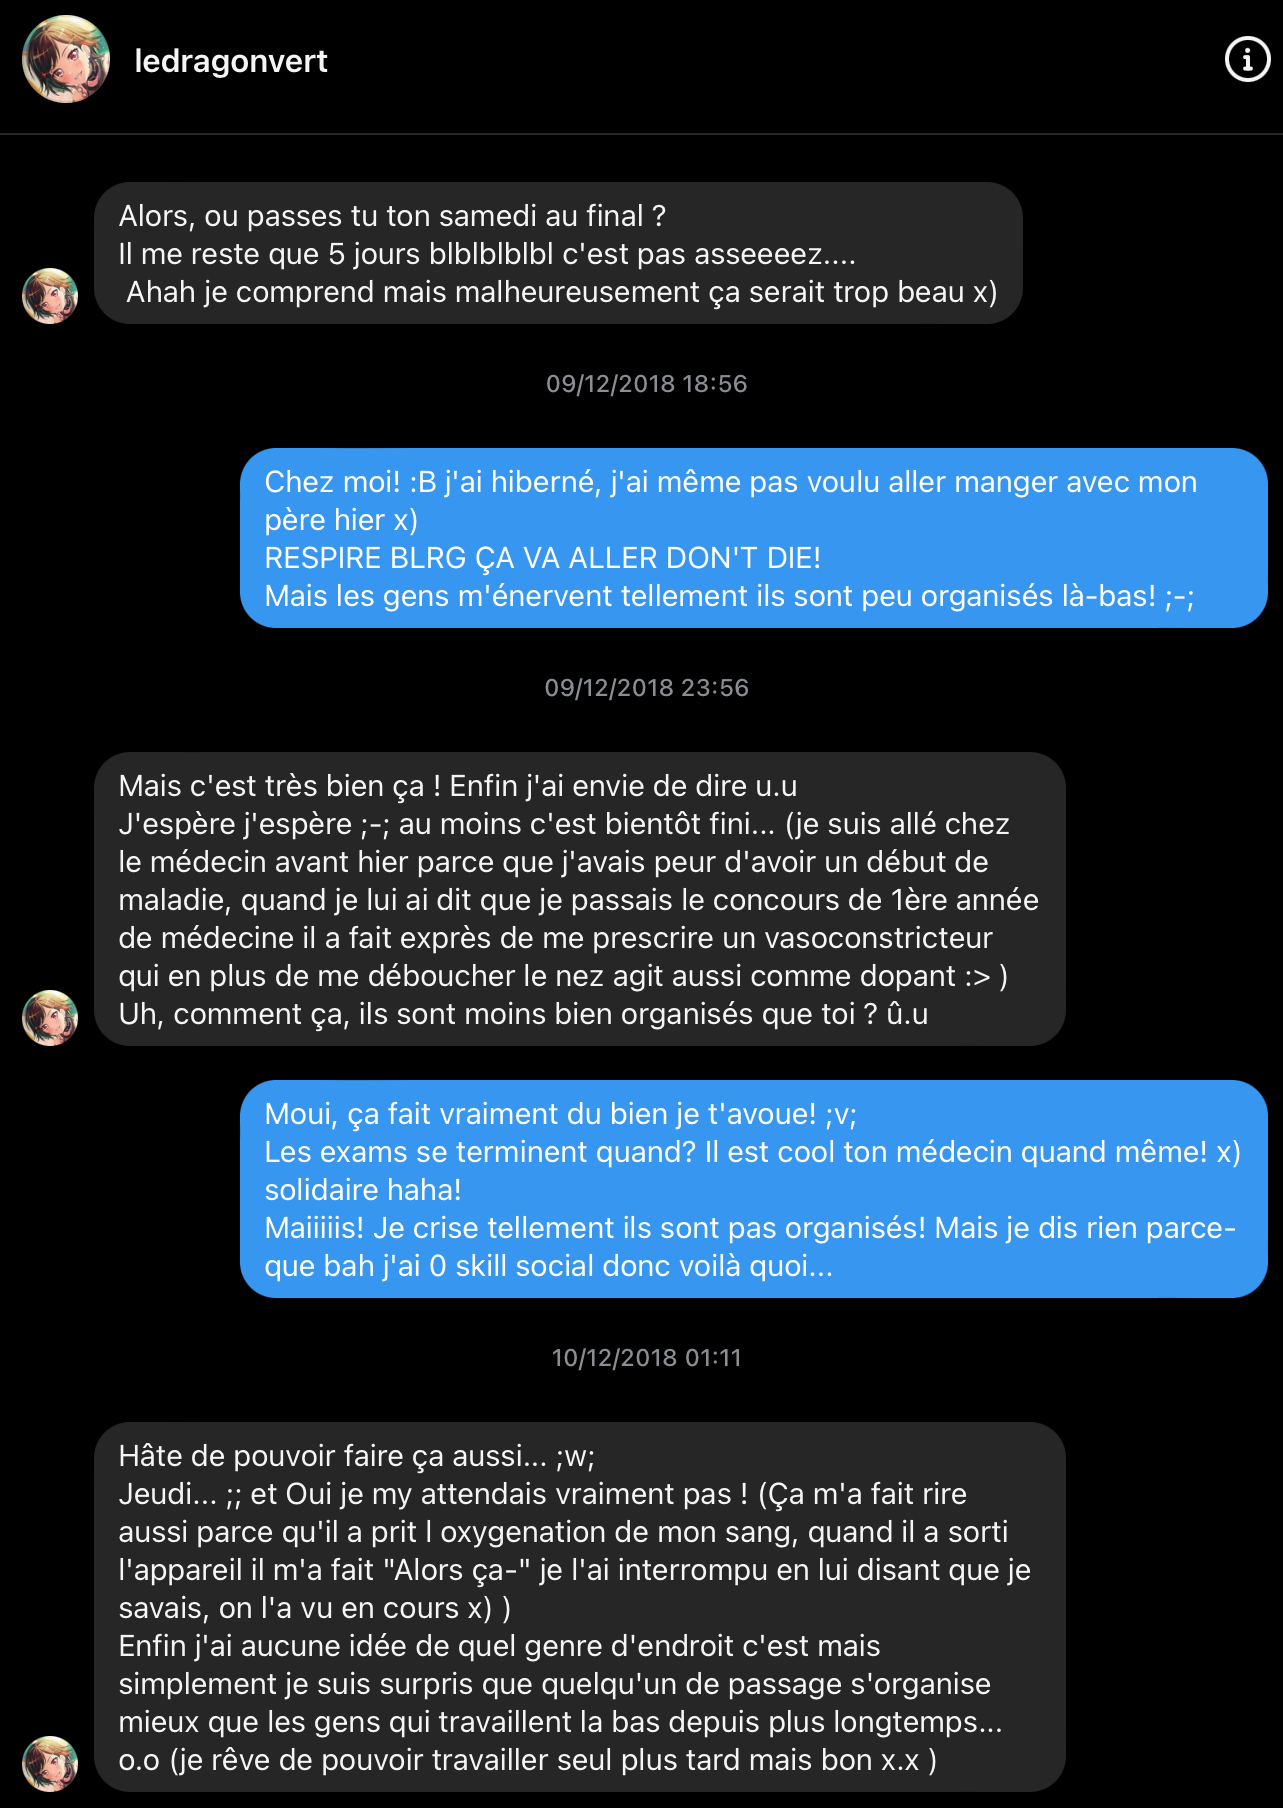 ledragonvert
Alors, ou passes tu ton samedi au final ?
Il me reste que 5 jours blblblblbl c'est pas asseeeez....
Ahah je comprend mais malheureusement ça serait trop beau x)
09/12/2018 18:56
Chez moi! :B j'ai hiberné, j'ai même pas voulu aller manger avec mon
père hier x)
RESPIRE BLRG ÇA VA ALLER DON'T DIE!
Mais les gens m'énervent tellement ils sont peu organisés là-bas! ;-;
09/12/2018 23:56
Mais c'est très bien ça ! Enfin j'ai envie de dire u.u
J'espère j'espère ;-; au moins c'est bientôt fini... (je suis allé chez
le médecin avant hier parce que j'avais peur d'avoir un début de
maladie, quand je lui ai dit que je passais le concours de 1ère année
de médecine il a fait exprès de me prescrire un vasoconstricteur
qui en plus de me déboucher le nez agit aussi comme dopant :> )
Uh, comment ça, ils sont moins bien organisés que toi ? û.u
Moui, ça fait vraiment du bien je t'avoue! ;v;
Les exams se terminent quand? Il est cool ton médecin quand même! x)
solidaire haha!
Maiiiiis! Je crise tellement ils sont pas organisés! Mais je dis rien parce-
que bah j'ai 0 skill social donc voilà quoi...
10/12/2018 01:11
Hâte de pouvoir faire ça aussi... ;w;
Jeudi... ;; et Oui je my attendais vraiment pas ! (Ça m'a fait rire
aussi parce qu'il a prit l oxygenation de mon sang, quand il a sorti
l'appareil il m'a fait "Alors ça-" je l'ai interrompu en lui disant que je
savais, on l'a vu en cours x) )
Enfin j'ai aucune idée de quel genre d'endroit c'est mais
simplement je suis surpris que quelqu'un de passage s'organise
mieux que les gens qui travaillent la bas depuis plus longtemps...
o.o (je rêve de pouvoir travailler seul plus tard mais bon x.x )